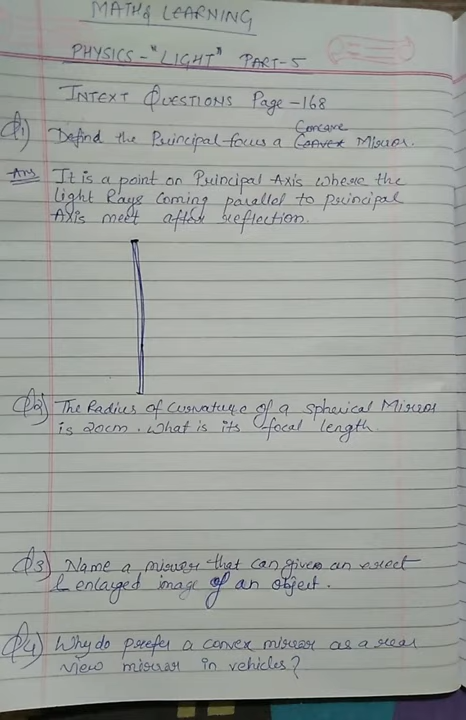 MATHS LEARNING
PHYSICS - "LIGHT" PART-5
INTEXT QUESTIONS Page -168
Q1) Defind the Principal focus a Concave Mirror.
Ans It is a point on Principal Axis where the
light Rays Coming parallel to principal
Axis meet after reflection.
Q2) The Radius of Curvature of a spherical Mirror
is 20cm. What is its focal length
Q3) Name a mirror that can given an erect
& enlarged image of an object.
Q4) Why do prefer a convex mirror as a rear
view mirror in vehicles?